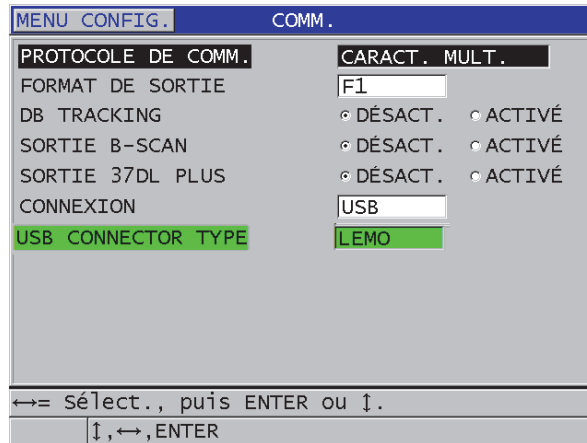 MENU CONFIG. COMM.
PROTOCOLE DE COMM. CARACT. MULT.
FORMAT DE SORTIE F1
DB TRACKING DÉSACT. ACTIVÉ
SORTIE B-SCAN DÉSACT. ACTIVÉ
SORTIE 37DL PLUS DÉSACT. ACTIVÉ
CONNEXION USB
USB CONNECTOR TYPE LEMO
↔= Sélect., puis ENTER ou ↕.
↕,↔,ENTER